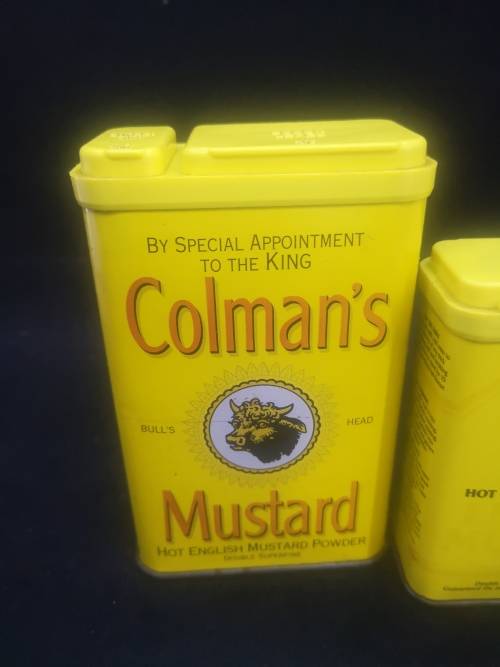 BY SPECIAL APPOINTMENT
TO THE KING
Colman's
BULL'S HEAD
Mustard
HOT ENGLISH MUSTARD POWDER
DOUBLE SUPERFINE
HOT